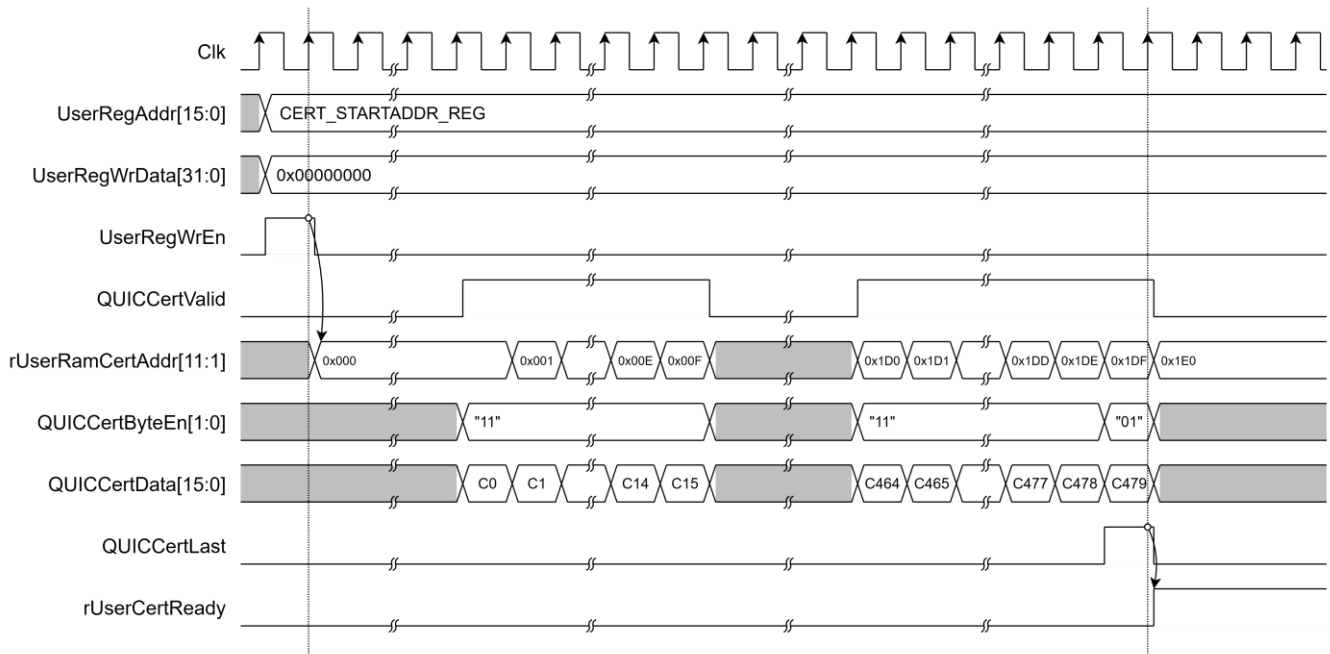 Clk
UserRegAddr[15:0] CERT_STARTADDR_REG
UserRegWrData[31:0] 0x00000000
UserRegWrEn
QUICCertValid
rUserRamCertAddr[11:1] 0x000 0x001 0x00E 0x00F 0x1D0 0x1D1 0x1DD 0x1DE 0x1DF 0x1E0
QUICCertByteEn[1:0] "11" "11" "01"
QUICCertData[15:0] C0 C1 C14 C15 C464 C465 C477 C478 C479
QUICCertLast
rUserCertReady